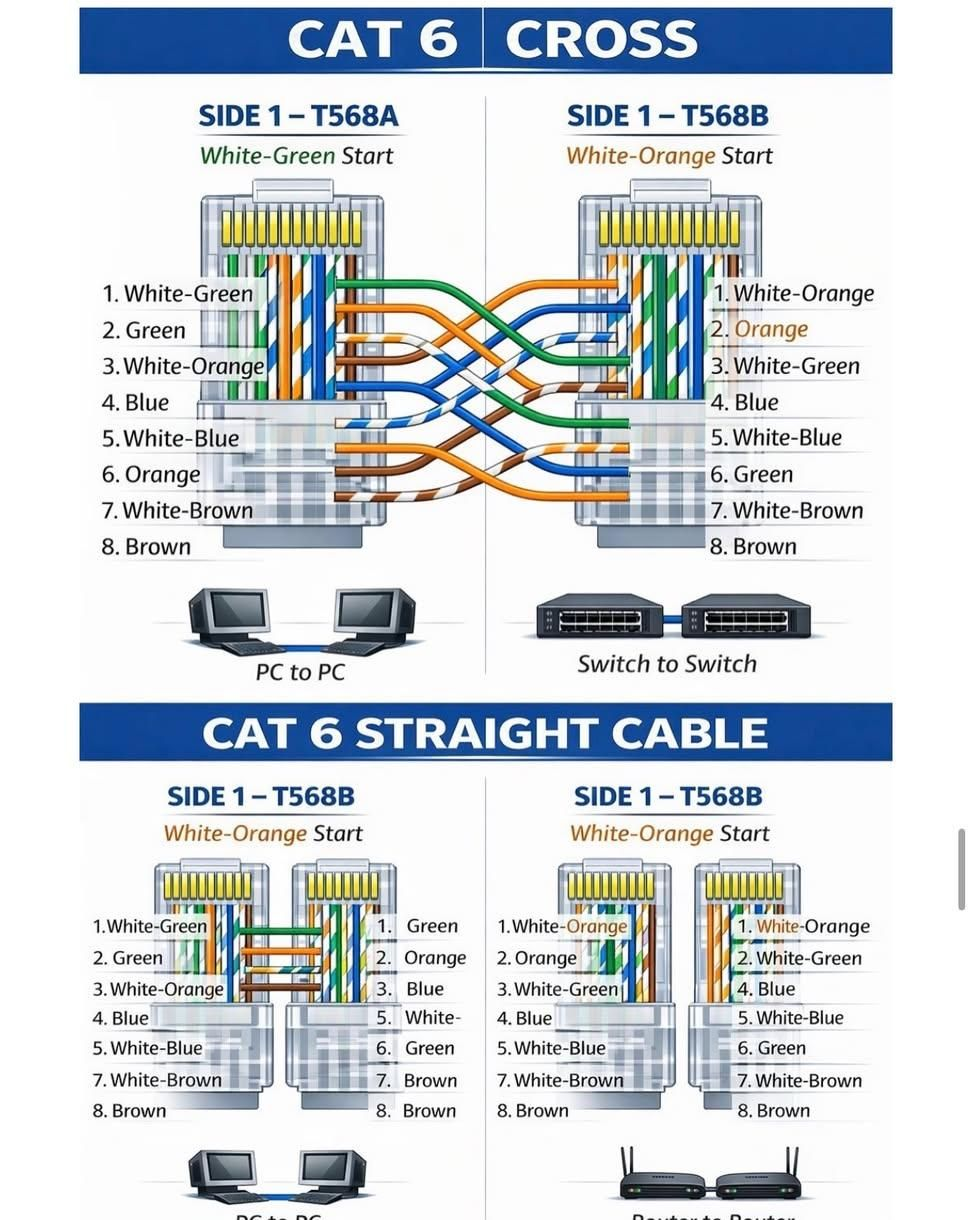 CAT 6 CROSS
SIDE 1 – T568A
White-Green Start
1. White-Green
2. Green
3. White-Orange
4. Blue
5. White-Blue
6. Orange
7. White-Brown
8. Brown
PC to PC
SIDE 1 – T568B
White-Orange Start
1. White-Orange
2. Orange
3. White-Green
4. Blue
5. White-Blue
6. Green
7. White-Brown
8. Brown
Switch to Switch
CAT 6 STRAIGHT CABLE
SIDE 1 – T568B
White-Orange Start
1. White-Green
2. Green
3. White-Orange
4. Blue
5. White-Blue
7. White-Brown
8. Brown
1. Green
2. Orange
3. Blue
5. White-
6. Green
7. Brown
8. Brown
PC to PC
SIDE 1 – T568B
White-Orange Start
1. White-Orange
2. Orange
3. White-Green
4. Blue
5. White-Blue
7. White-Brown
8. Brown
1. White-Orange
2. White-Green
4. Blue
5. White-Blue
6. Green
7. White-Brown
8. Brown
Router to Router